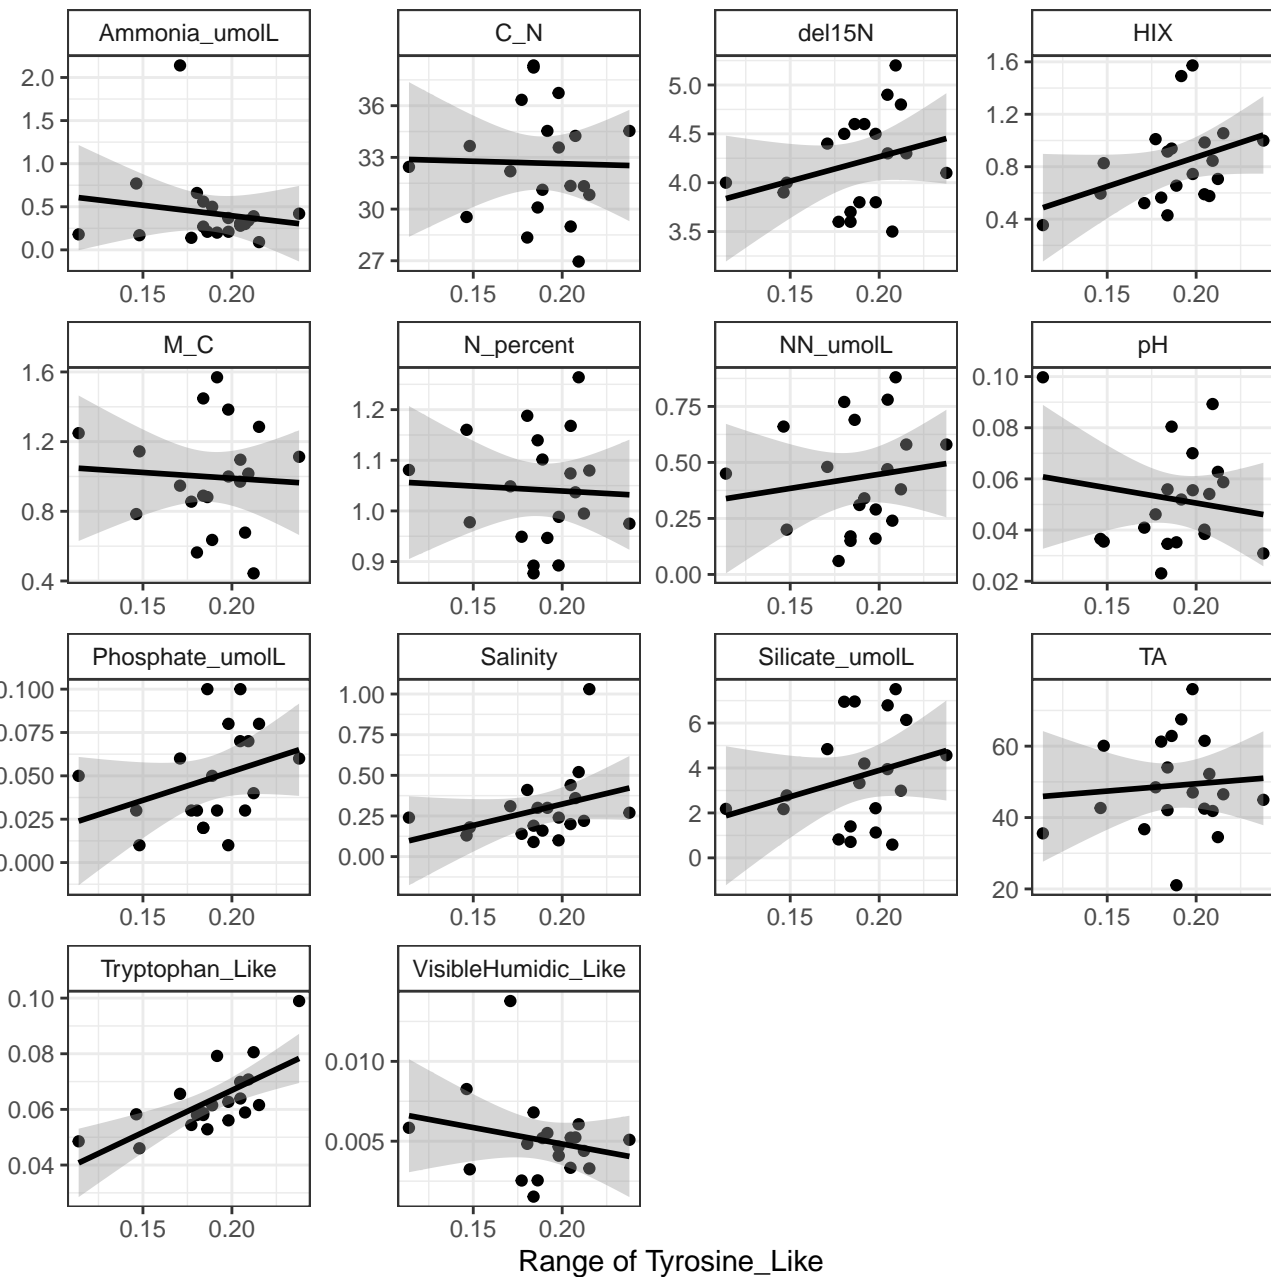 Ammonia_umolL C_N del15N HIX
2.0 1.5 1.0 0.5 0.0
36 33 30 27
5.0 4.5 4.0 3.5
1.6 1.2 0.8 0.4
0.15 0.20 0.15 0.20 0.15 0.20 0.15 0.20
M_C N_percent NN_umolL pH
1.6 1.2 0.8 0.4
1.2 1.1 1.0 0.9
0.75 0.50 0.25 0.00
0.10 0.08 0.06 0.04 0.02
0.15 0.20 0.15 0.20 0.15 0.20 0.15 0.20
Phosphate_umolL Salinity Silicate_umolL TA
0.100 0.075 0.050 0.025 0.000
1.00 0.75 0.50 0.25 0.00
6 4 2 0
60 40 20
0.15 0.20 0.15 0.20 0.15 0.20 0.15 0.20
Tryptophan_Like VisibleHumidic_Like
0.10 0.08 0.06 0.04
0.010 0.005
0.15 0.20 0.15 0.20
Range of Tyrosine_Like